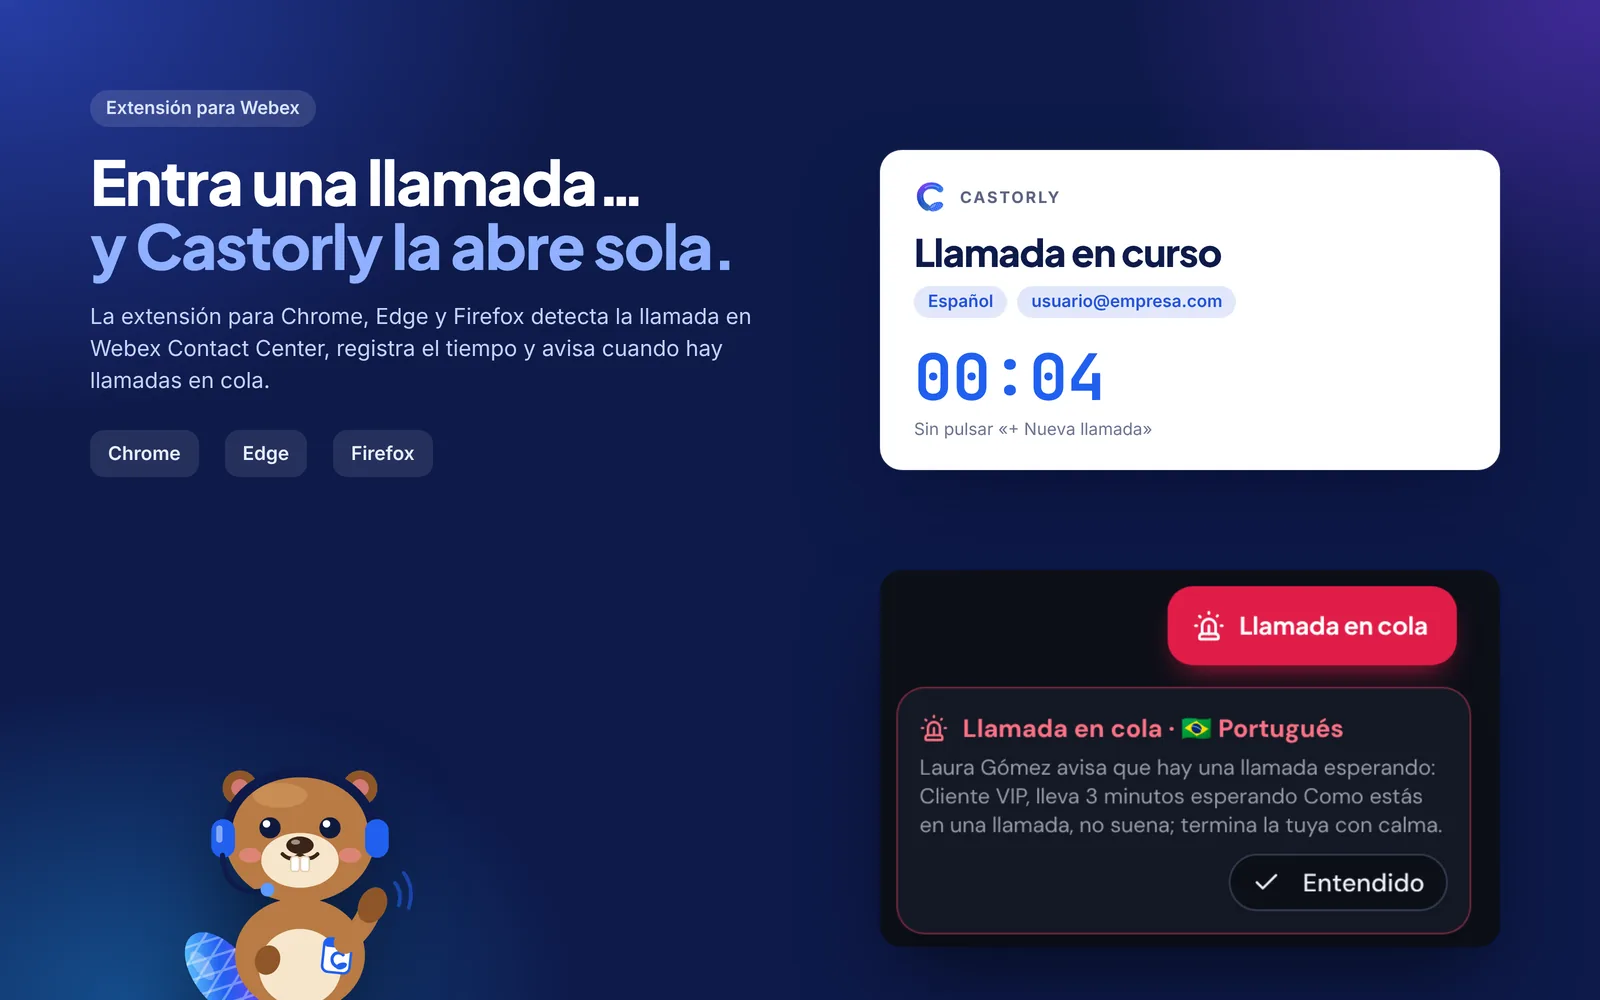 Extensión para Webex
Entra una llamada...
y Castorly la abre sola.
La extensión para Chrome, Edge y Firefox detecta la llamada en
Webex Contact Center, registra el tiempo y avisa cuando hay
llamadas en cola.
Chrome
Edge
Firefox
CASTORLY
Llamada en curso
Español
usuario@empresa.com
00:04
Sin pulsar «+ Nueva llamada»
Llamada en cola
Llamada en cola · 🇧🇷 Portugués
Laura Gómez avisa que hay una llamada esperando:
Cliente VIP, lleva 3 minutos esperando Como estás
en una llamada, no suena; termina la tuya con calma.
Entendido